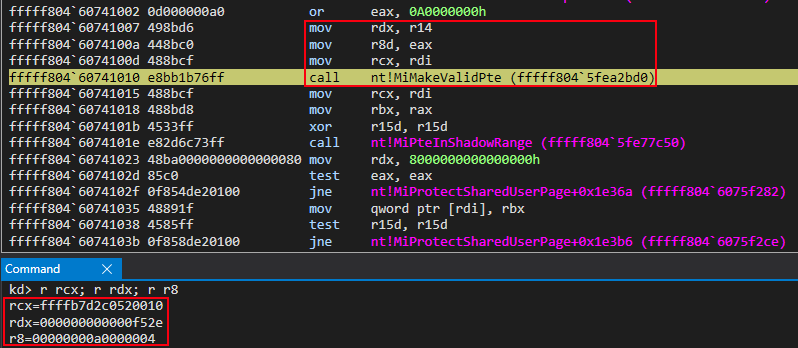 fffff804`60741002 0d000000a0 or eax, 0A0000000h
fffff804`60741007 498bd6 mov rdx, r14
fffff804`6074100a 448bc0 mov r8d, eax
fffff804`6074100d 488bcf mov rcx, rdi
fffff804`60741010 e8bb1b76ff call nt!MiMakeValidPte (fffff804`5fea2bd0)
fffff804`60741015 488bcf mov rcx, rdi
fffff804`60741018 488bd8 mov rbx, rax
fffff804`6074101b 4533ff xor r15d, r15d
fffff804`6074101e e82d6c73ff call nt!MiPteInShadowRange (fffff804`5fe77c50)
fffff804`60741023 48ba0000000000000080 mov rdx, 8000000000000000h
fffff804`6074102d 85c0 test eax, eax
fffff804`6074102f 0f854de20100 jne nt!MiProtectSharedUserPage+0x1e36a (fffff804`6075f282)
fffff804`60741035 48891f mov qword ptr [rdi], rbx
fffff804`60741038 4585ff test r15d, r15d
fffff804`6074103b 0f858de20100 jne nt!MiProtectSharedUserPage+0x1e3b6 (fffff804`6075f2ce)
Command X
kd> r rcx; r rdx; r r8
rcx=ffffb7d2c0520010
rdx=000000000000f52e
r8=00000000a0000004